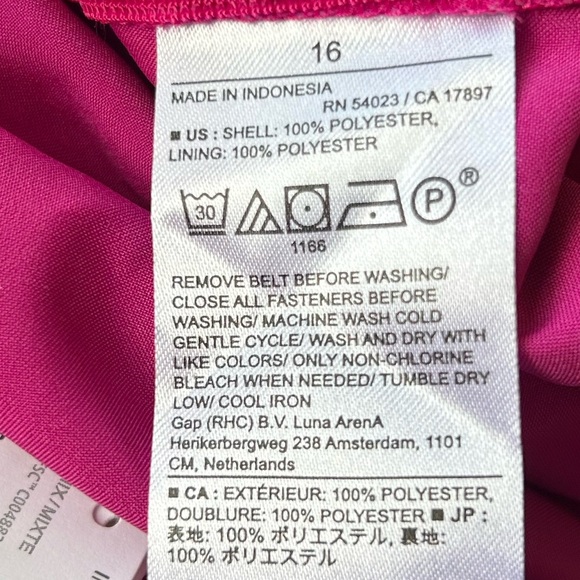 16
MADE IN INDONESIA
RN 54023 / CA 17897
■ US : SHELL: 100% POLYESTER,
LINING: 100% POLYESTER
30
P®
1166
REMOVE BELT BEFORE WASHING/
CLOSE ALL FASTENERS BEFORE
WASHING/ MACHINE WASH COLD
GENTLE CYCLE/ WASH AND DRY WITH
LIKE COLORS/ ONLY NON-CHLORINE
BLEACH WHEN NEEDED/ TUMBLE DRY
LOW/ COOL IRON
Gap (RHC) B.V. Luna ArenA
Herikerbergweg 238 Amsterdam, 1101
CM, Netherlands
■ CA : EXTÉRIEUR: 100% POLYESTER,
DOUBLURE: 100% POLYESTER ■ JP :
表地: 100% ポリエステル, 裏地:
100% ポリエステル
IX / MIXTE